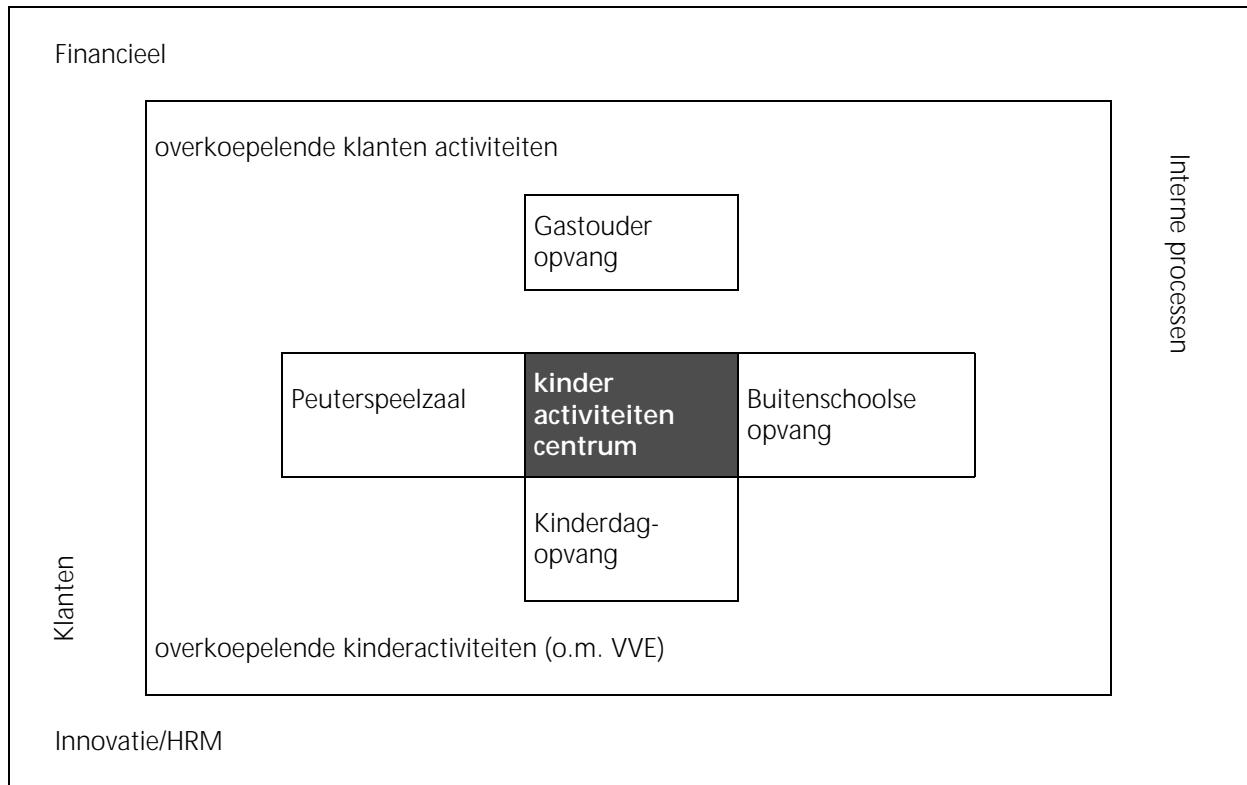 Financieel
overkoepelende klanten activiteiten
Interne processen
Gastouder
opvang
Peuterspeelzaal
kinder
activiteiten
centrum
Buitenschoolse
opvang
Kinderdag-
opvang
Klanten
overkoepelende kinderactiviteiten (o.m. VVE)
Innovatie/HRM